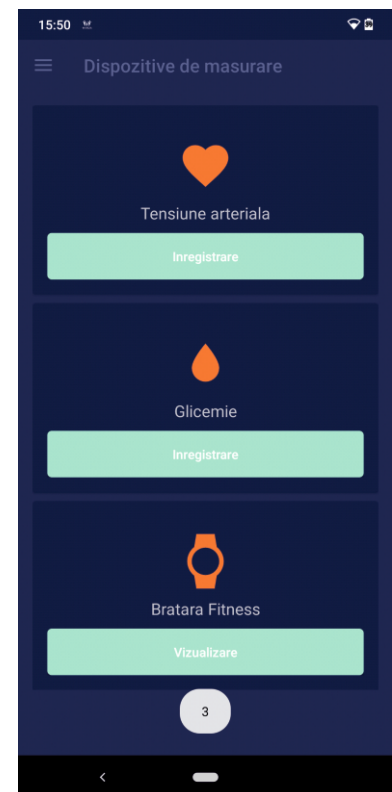 15:50
Dispozitive de masurare
Tensiune arteriala
Inregistrare
Glicemie
Inregistrare
Bratara Fitness
Vizualizare
3